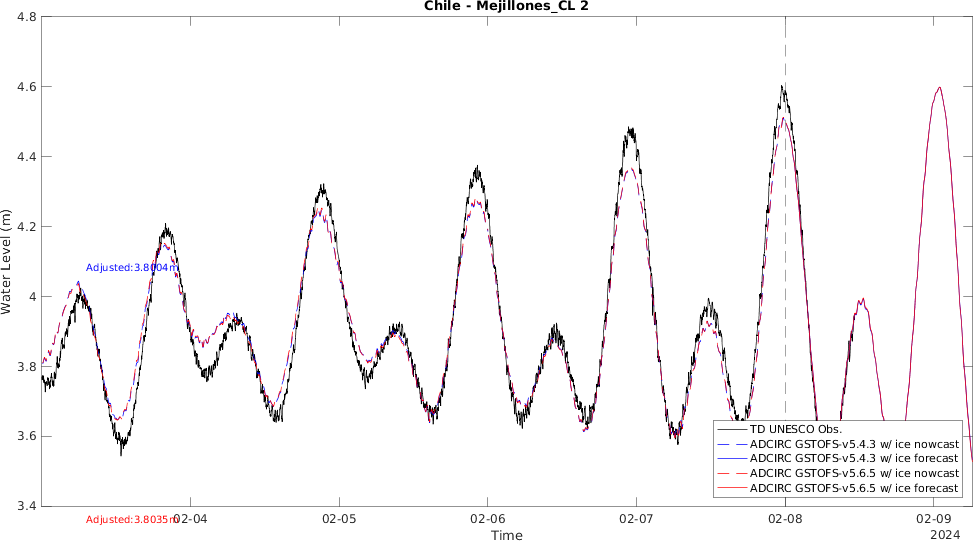 Chile - Mejillones_CL 2
4.8
4.6
4.4
4.2
4
3.8
3.6
3.4
Water Level (m)
Adjusted:3.8004m
Adjusted:3.8035m
TD UNESCO Obs.
ADCIRC GSTOFS-v5.4.3 w/ ice nowcast
ADCIRC GSTOFS-v5.4.3 w/ ice forecast
ADCIRC GSTOFS-v5.6.5 w/ ice nowcast
ADCIRC GSTOFS-v5.6.5 w/ ice forecast
02-04 02-05 02-06 02-07 02-08 02-09
Time
2024